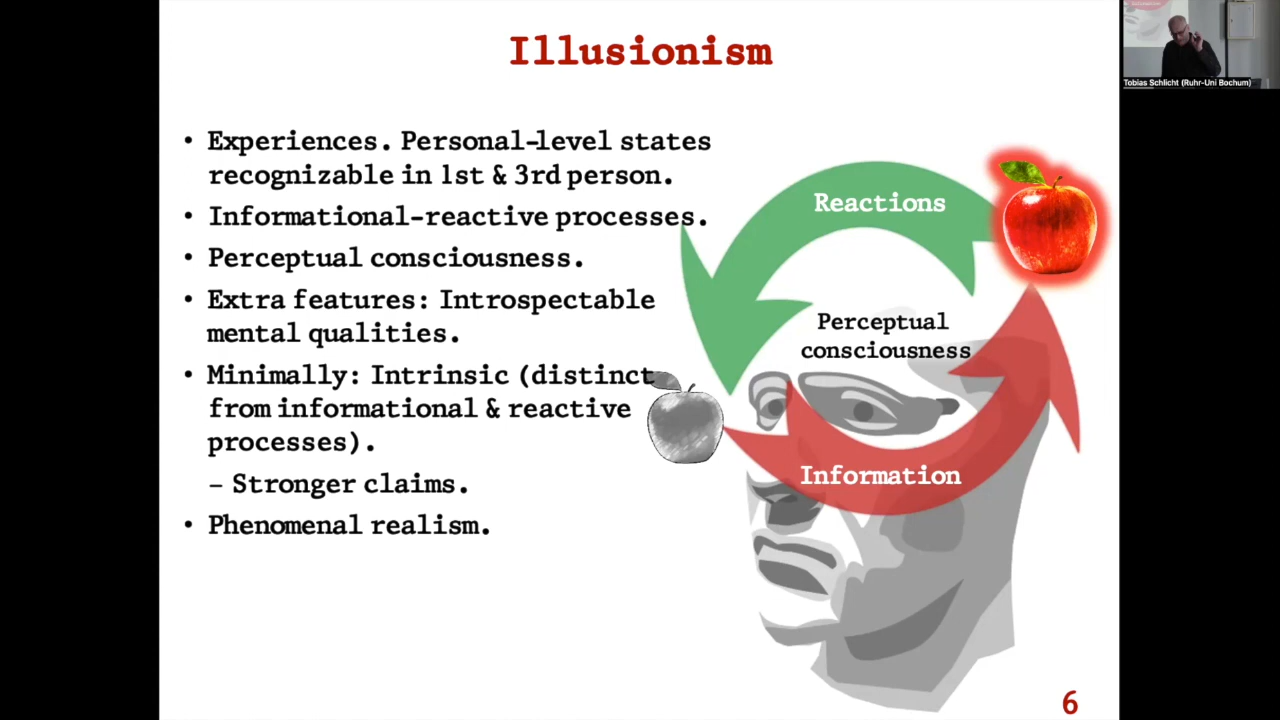 Illusionism
• Experiences. Personal-level states
recognizable in 1st & 3rd person.
• Informational-reactive processes.
• Perceptual consciousness.
• Extra features: Introspectable
mental qualities.
• Minimally: Intrinsic (distinct
from informational & reactive
processes).
– Stronger claims.
• Phenomenal realism.
Reactions
Perceptual
consciousness
Information
6
Tobias Schlicht (Ruhr-Uni Bochum)